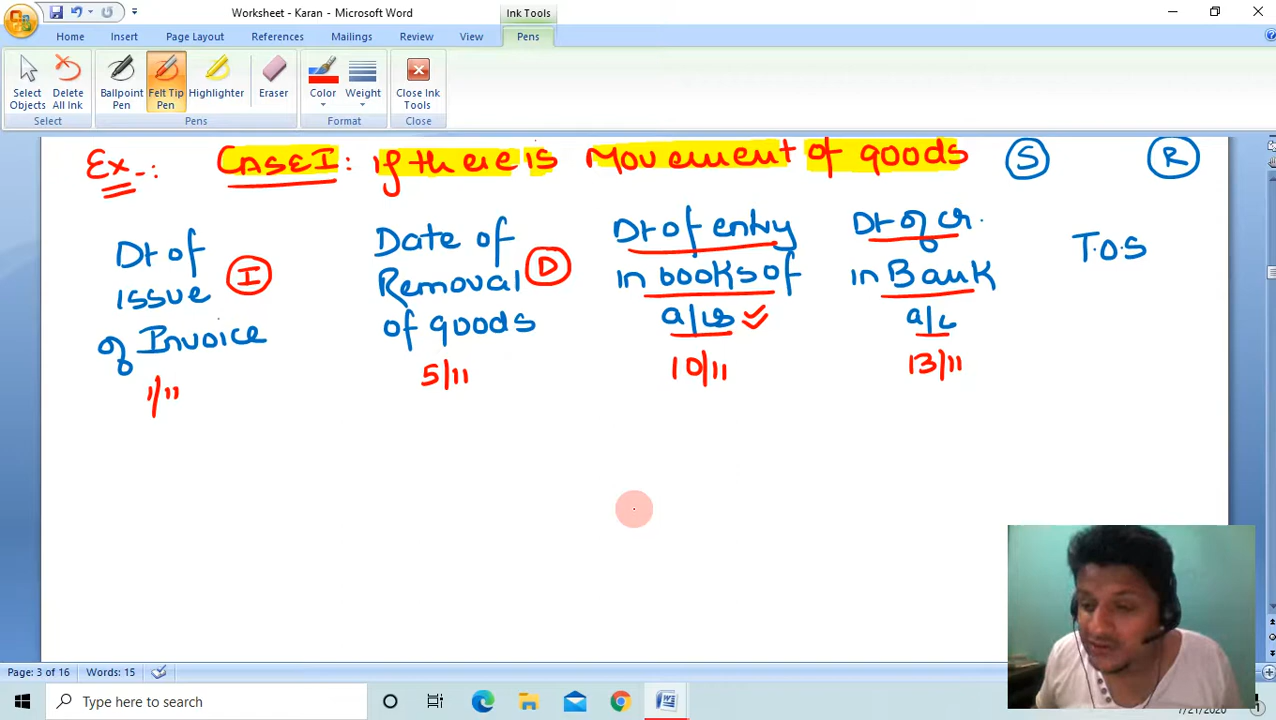 Worksheet - Karan - Microsoft Word
Ink Tools
Home Insert Page Layout References Mailings Review View Pens
Select Objects
Delete All Ink
Ballpoint Pen
Felt Tip Pen
Highlighter
Eraser
Color
Weight
Close Ink Tools
Select Pens Format Close
Ex-: CASE I: if there is Movement of goods S R
Dt of issue of Invoice I
1/11
Date of Removal of goods D
5/11
Dt of entry in books of a/cs
10/11
Dt of cr. in Bank a/c
13/11
T.O.S
Page: 3 of 16 Words: 15
Type here to search
7/21/2020